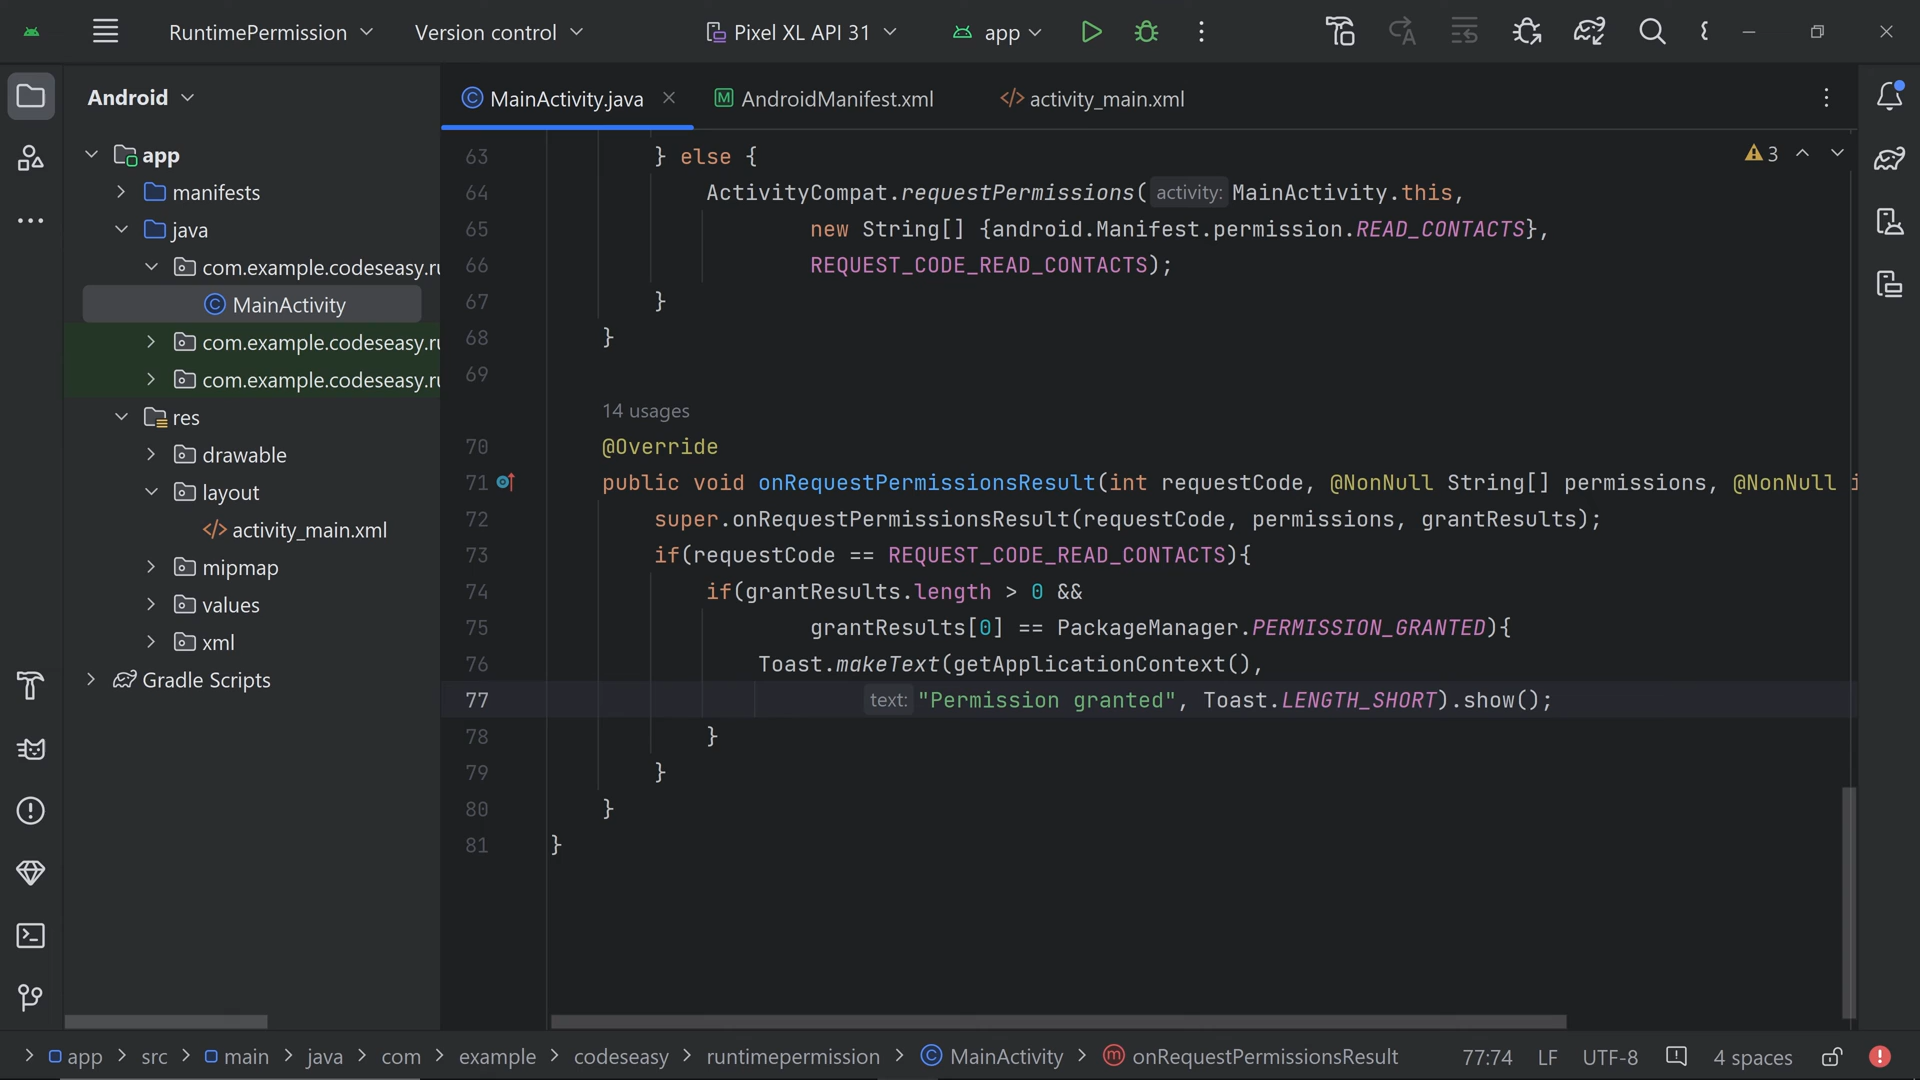 RuntimePermission
Version control
Pixel XL API 31
app
Android
MainActivity.java
AndroidManifest.xml
activity_main.xml
app
manifests
java
com.example.codeseasy.ru
MainActivity
com.example.codeseasy.ru
com.example.codeseasy.ru
res
drawable
layout
activity_main.xml
mipmap
values
xml
Gradle Scripts
3
63 } else {
64 ActivityCompat.requestPermissions( activity: MainActivity.this,
65 new String[] {android.Manifest.permission.READ_CONTACTS},
66 REQUEST_CODE_READ_CONTACTS);
67 }
68 }
69
14 usages
70 @Override
71 public void onRequestPermissionsResult(int requestCode, @NonNull String[] permissions, @NonNull i
72 super.onRequestPermissionsResult(requestCode, permissions, grantResults);
73 if(requestCode == REQUEST_CODE_READ_CONTACTS){
74 if(grantResults.length > 0 &&
75 grantResults[0] == PackageManager.PERMISSION_GRANTED){
76 Toast.makeText(getApplicationContext(),
77 text: "Permission granted", Toast.LENGTH_SHORT).show();
78 }
79 }
80 }
81 }
app > src > main > java > com > example > codeseasy > runtimepermission > MainActivity > onRequestPermissionsResult
77:74 LF UTF-8 4 spaces